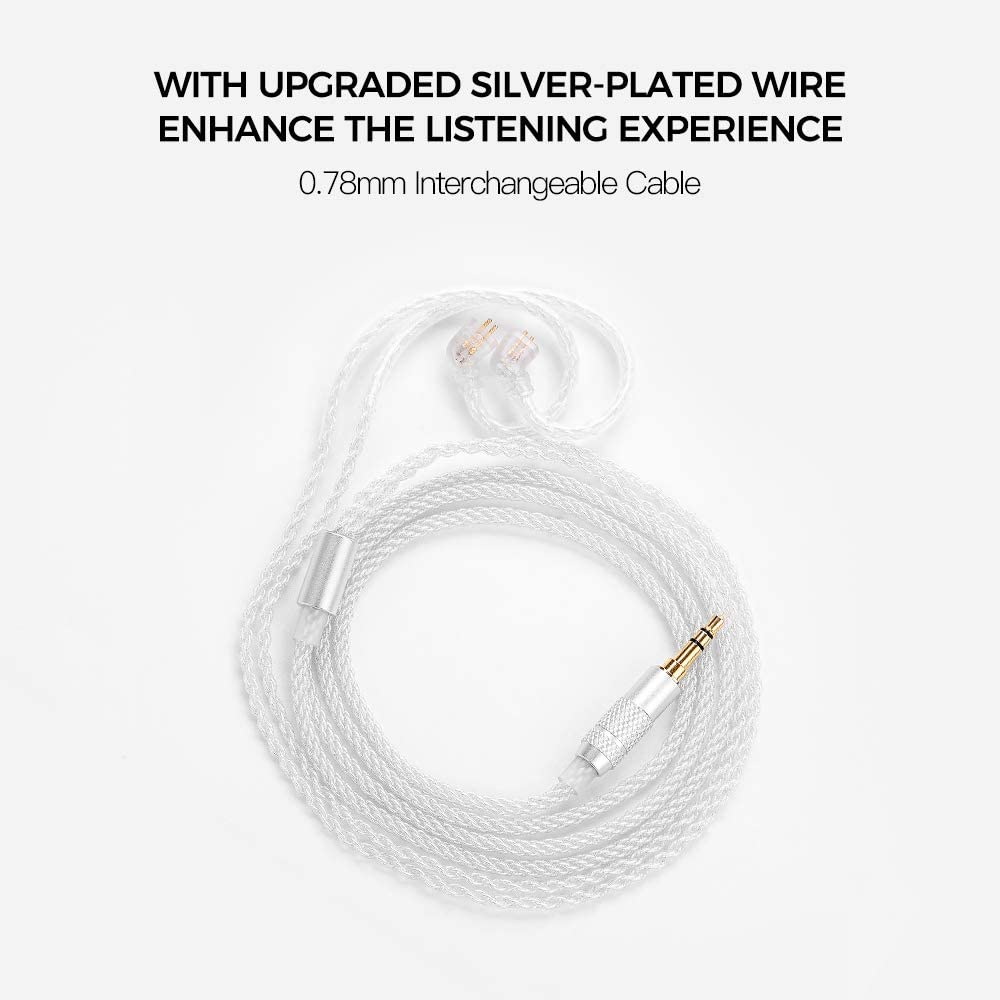 WITH UPGRADED SILVER-PLATED WIRE
ENHANCE THE LISTENING EXPERIENCE
0.78mm Interchangeable Cable